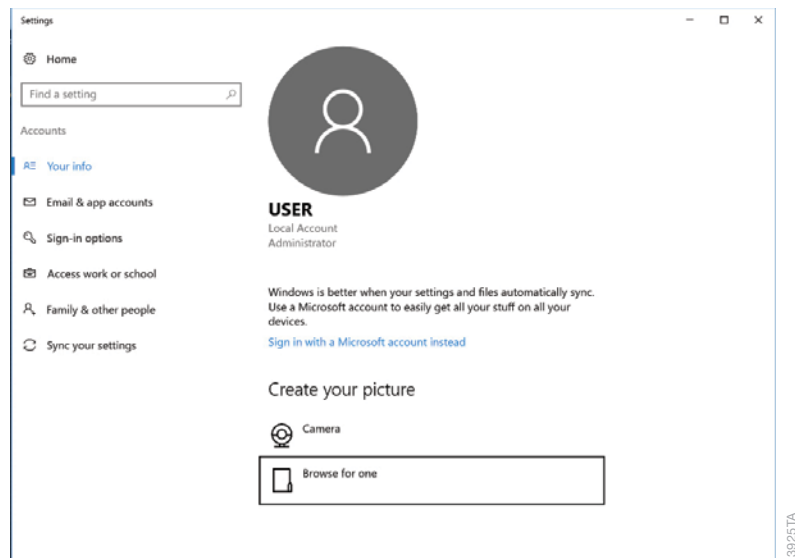 Settings
Home
Find a setting
Accounts
Your info
Email & app accounts
Sign-in options
Access work or school
Family & other people
Sync your settings
USER
Local Account
Administrator
Windows is better when your settings and files automatically sync.
Use a Microsoft account to easily get all your stuff on all your
devices.
Sign in with a Microsoft account instead
Create your picture
Camera
Browse for one
3925TA